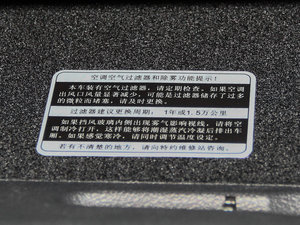 空调空气过滤器和除雾功能提示！
本车装有空气过滤器，请定期检查。如果空调
出风口风量显著减少，可能是过滤器储存了过多
的微粒而堵塞，请及时更换。
过滤器建议更换周期： 1年或1.5万公里
如果挡风玻璃内侧出现雾气影响视线，请将空
调制冷打开，这样能够将潮湿蒸汽冷凝后排出车
厢。如果感觉寒冷，请同时调节温度设定。
若有不清楚的地方，请向特约维修站咨询。